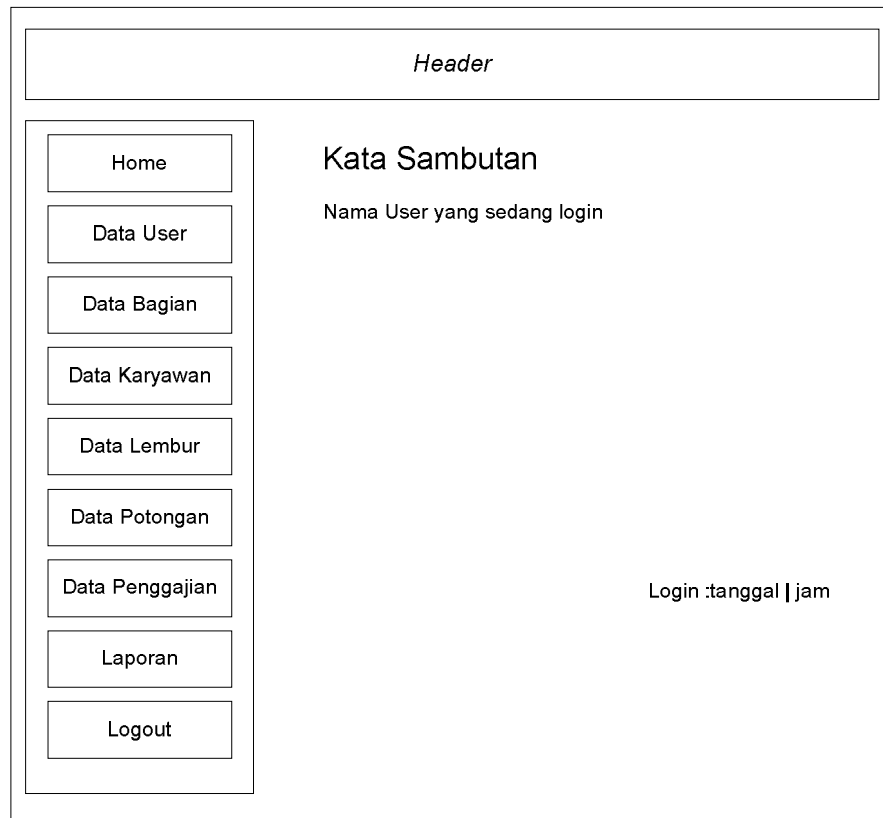 Header
Home
Data User
Data Bagian
Data Karyawan
Data Lembur
Data Potongan
Data Penggajian
Laporan
Logout
Kata Sambutan
Nama User yang sedang login
Login :tanggal | jam